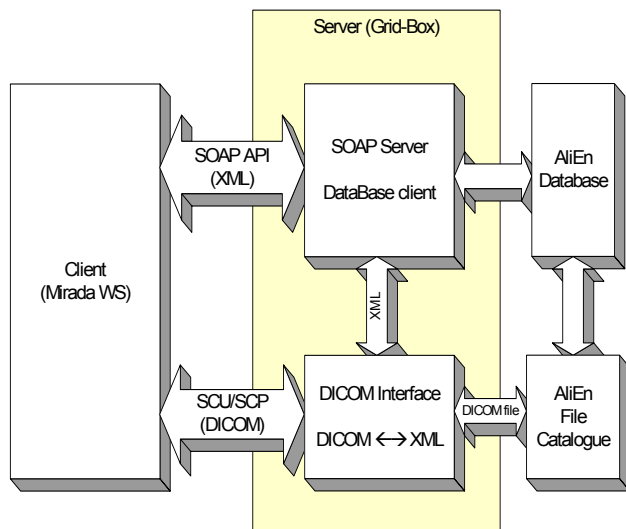 Server (Grid-Box)
SOAP API
(XML)
SOAP Server
DataBase client
AliEn
Database
Client
(Mirada WS)
XML
SCU/SCP
(DICOM)
DICOM Interface
DICOM ↔ XML
DICOM file
AliEn
File
Catalogue